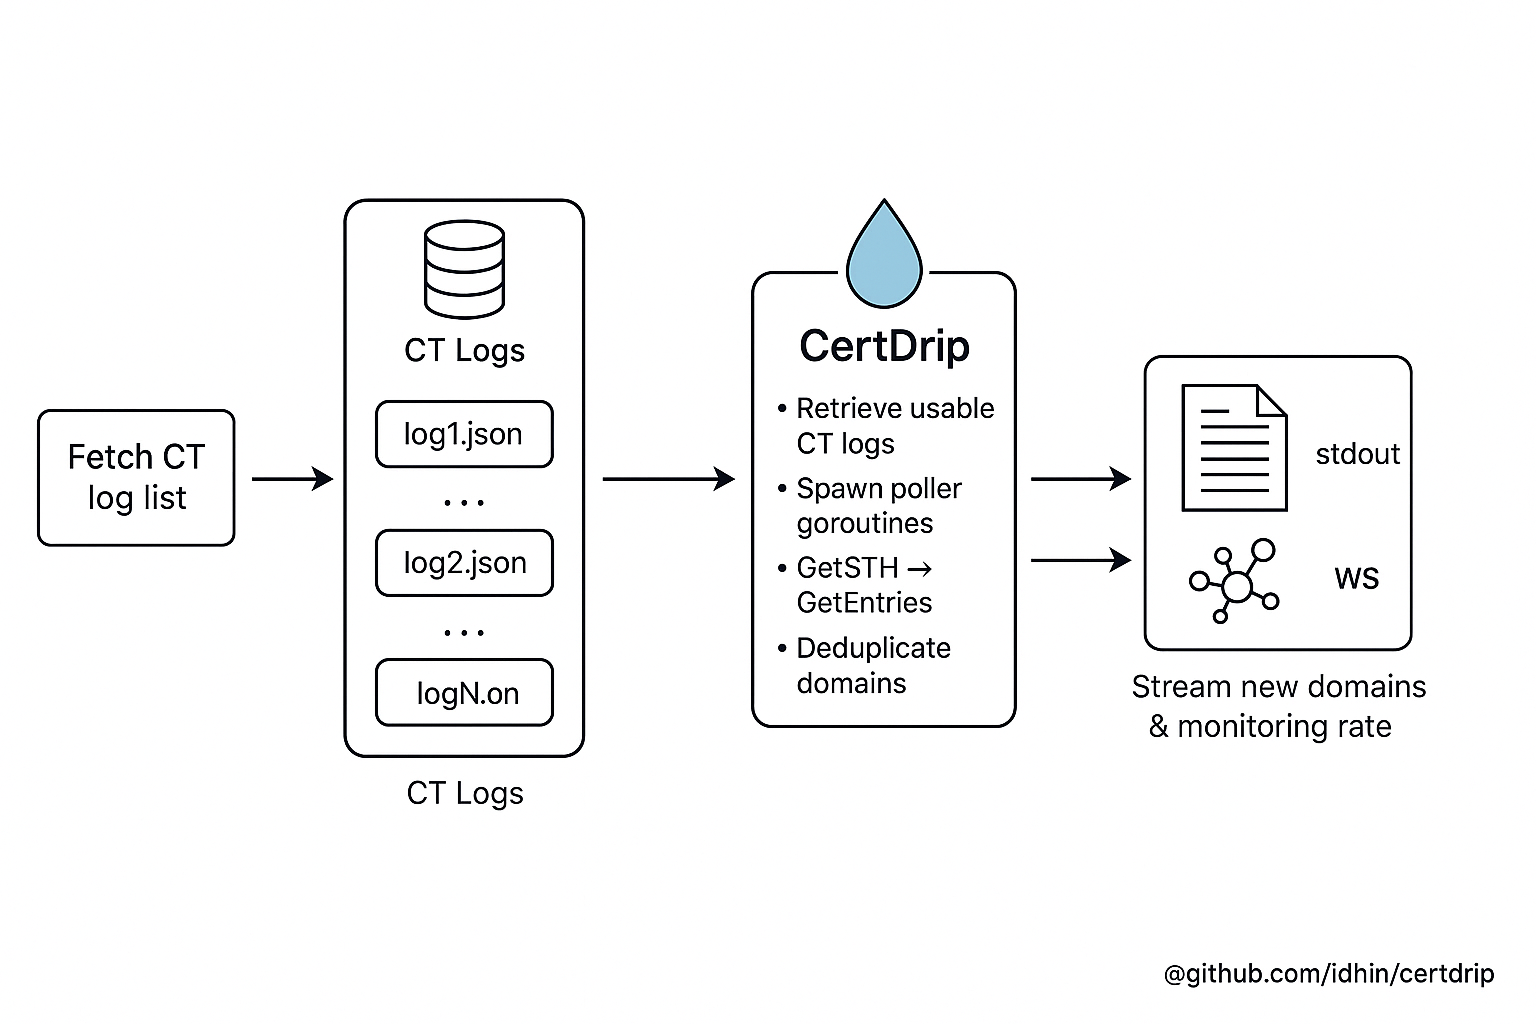 Fetch CT
log list
CT Logs
log1.json
...
log2.json
...
logN.on
CT Logs
CertDrip
• Retrieve usable
CT logs
• Spawn poller
goroutines
• GetSTH →
GetEntries
• Deduplicate
domains
stdout
WS
Stream new domains
& monitoring rate
@github.com/idhin/certdrip